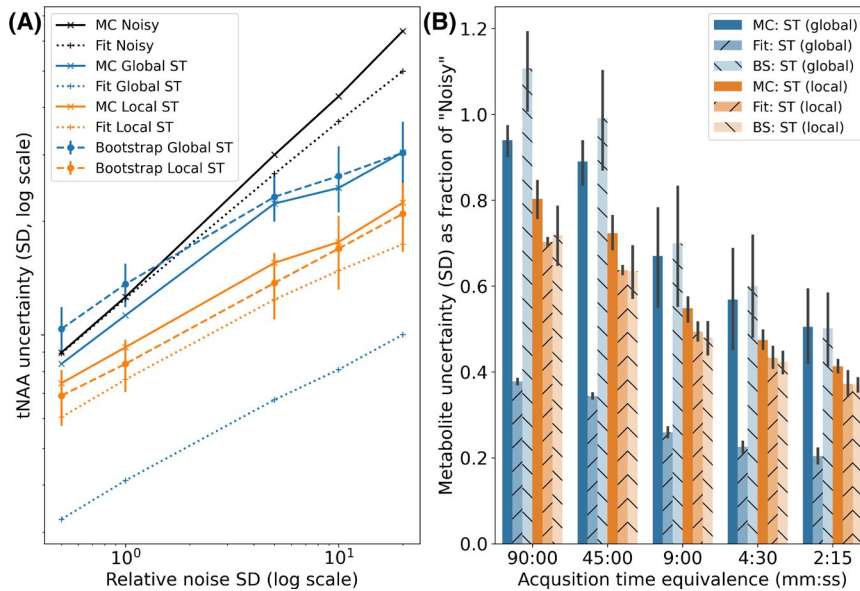 (A)
MC Noisy
Fit Noisy
MC Global ST
Fit Global ST
MC Local ST
Fit Local ST
Bootstrap Global ST
Bootstrap Local ST
tNAA uncertainty (SD, log scale)
10⁰
10¹
Relative noise SD (log scale)
(B)
MC: ST (global)
Fit: ST (global)
BS: ST (global)
MC: ST (local)
Fit: ST (local)
BS: ST (local)
Metabolite uncertainty (SD) as fraction of "Noisy"
1.2
1.0
0.8
0.6
0.4
0.2
0.0
90:00
45:00
9:00
4:30
2:15
Acqusition time equivalence (mm:ss)